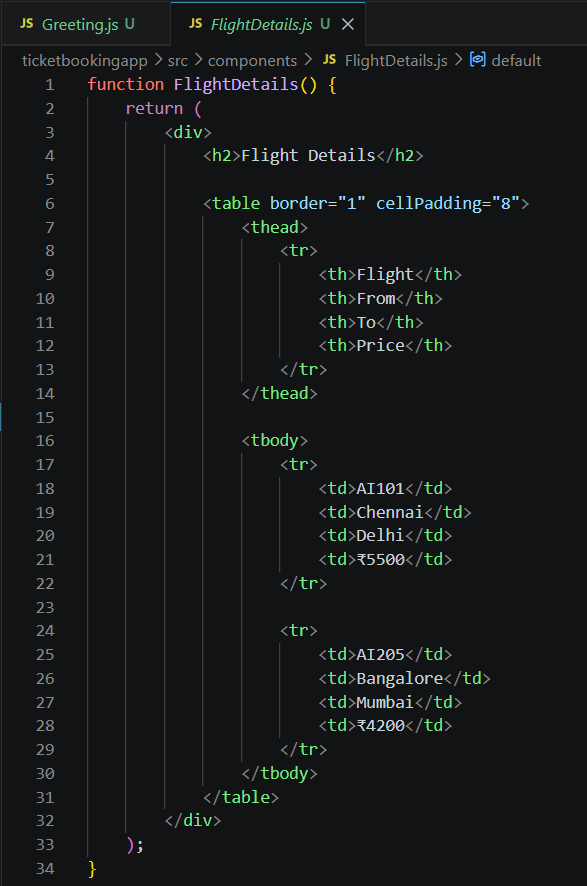 JS Greeting.js U JS FlightDetails.js U
ticketbookingapp > src > components > JS FlightDetails.js > default
1 function FlightDetails() {
2     return (
3         <div>
4             <h2>Flight Details</h2>
5
6             <table border="1" cellPadding="8">
7                 <thead>
8                     <tr>
9                         <th>Flight</th>
10                         <th>From</th>
11                         <th>To</th>
12                         <th>Price</th>
13                     </tr>
14                 </thead>
15
16                 <tbody>
17                     <tr>
18                         <td>AI101</td>
19                         <td>Chennai</td>
20                         <td>Delhi</td>
21                         <td>₹5500</td>
22                     </tr>
23
24                     <tr>
25                         <td>AI205</td>
26                         <td>Bangalore</td>
27                         <td>Mumbai</td>
28                         <td>₹4200</td>
29                     </tr>
30                 </tbody>
31             </table>
32         </div>
33     );
34 }